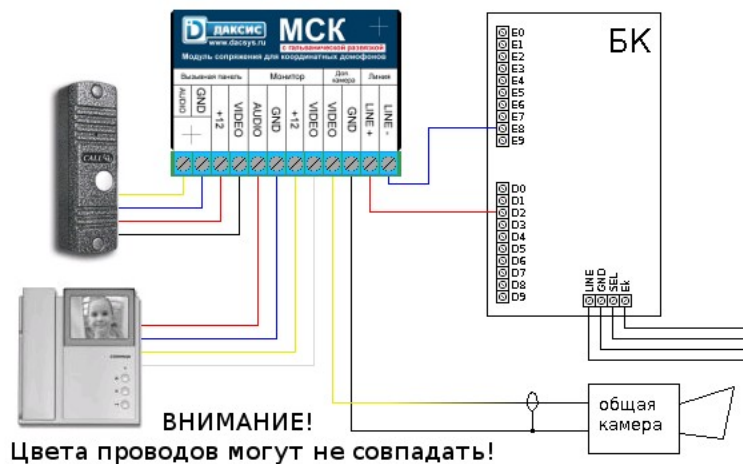 ДАКСИС
www.dacsys.ru
МСК
с гальванической развязкой
Модуль сопряжения для координатных домофонов
Вызывная панель
Монитор
Доп. камера
Линия
AUDIO
GND
+12
VIDEO
AUDIO
GND
+12
VIDEO
VIDEO
GND
LINE +
LINE -
CALLING
COMMAX
БК
E0
E1
E2
E3
E4
E5
E6
E7
E8
E9
D0
D1
D2
D3
D4
D5
D6
D7
D8
D9
LINE
GND
SEL
Ek
общая
камера
ВНИМАНИЕ!
Цвета проводов могут не совпадать!